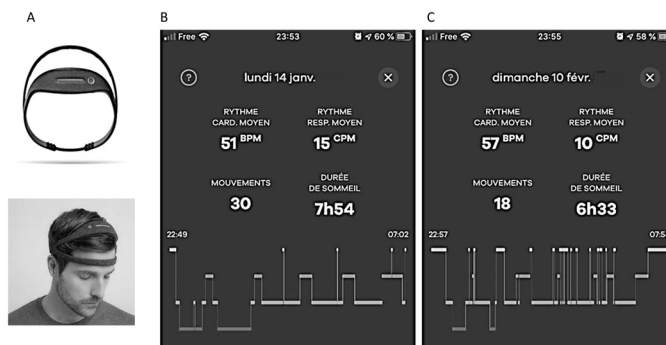 A
B
C
Free 23:53 60 %
lundi 14 janv.
RYTHME
CARD. MOYEN
51 BPM
RYTHME
RESP. MOYEN
15 CPM
MOUVEMENTS
30
DURÉE
DE SOMMEIL
7h54
22:49 07:02
Free 23:55 58 %
dimanche 10 févr.
RYTHME
CARD. MOYEN
57 BPM
RYTHME
RESP. MOYEN
10 CPM
MOUVEMENTS
18
DURÉE
DE SOMMEIL
6h33
22:57